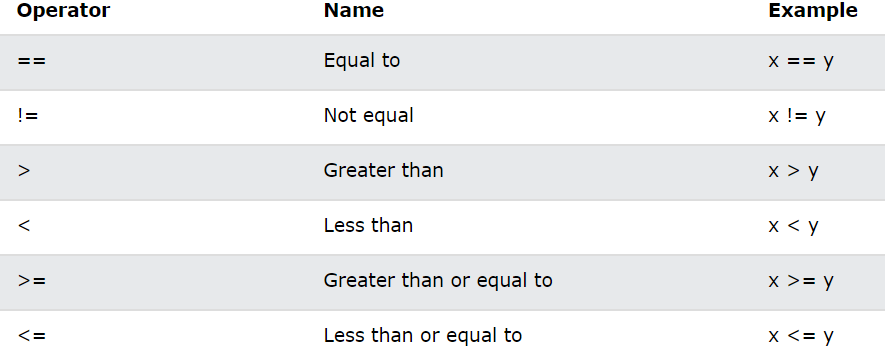 Operator Name Example
== Equal to x == y
!= Not equal x != y
> Greater than x > y
< Less than x < y
>= Greater than or equal to x >= y
<= Less than or equal to x <= y